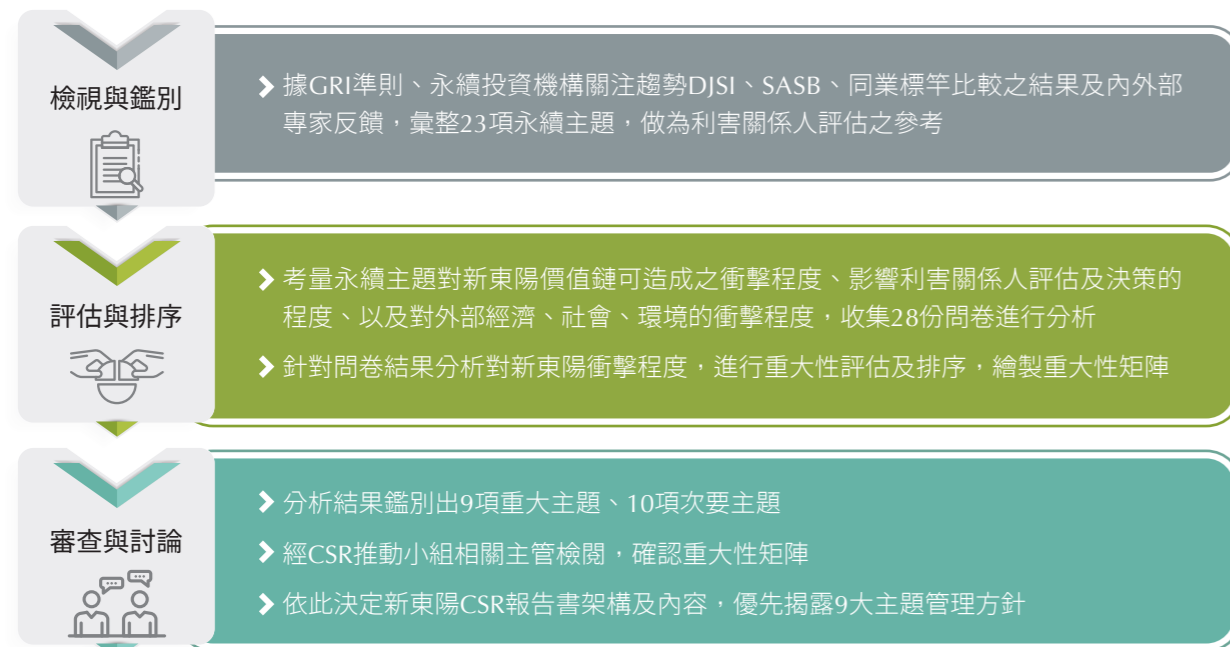 檢視與鑑別
據GRI準則、永續投資機構關注趨勢DJSI、SASB、同業標竿比較之結果及內外部
專家反饋，彙整23項永續主題，做為利害關係人評估之參考
評估與排序
考量永續主題對新東陽價值鏈可造成之衝擊程度、影響利害關係人評估及決策的
程度、以及對外部經濟、社會、環境的衝擊程度，收集28份問卷進行分析
針對問卷結果分析對新東陽衝擊程度，進行重大性評估及排序，繪製重大性矩陣
審查與討論
分析結果鑑別出9項重大主題、10項次要主題
經CSR推動小組相關主管檢閱，確認重大性矩陣
依此決定新東陽CSR報告書架構及內容，優先揭露9大主題管理方針